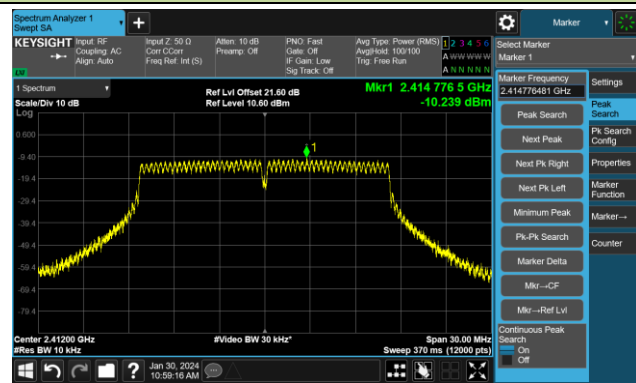 Spectrum Analyzer 1
Swept SA
+
Marker
KEYSIGHT
Input: RF
Coupling: AC
Align: Auto
Input Z: 50 Ω
Corr CCorr
Freq Ref: Int (S)
Atten: 10 dB
Preamp: Off
PNO: Fast
Gate: Off
IF Gain: Low
Sig Track: Off
Avg Type: Power (RMS)
Avg|Hold: 100/100
Trig: Free Run
1 2 3 4 5 6
A W W W W W
A N N N N N
LU
Select Marker
Marker 1
1 Spectrum
Scale/Div 10 dB
Log
Ref Lvl Offset 21.60 dB
Ref Level 10.60 dBm
Mkr1 2.414 776 5 GHz
-10.239 dBm
1
0.600
-9.40
-19.4
-29.4
-39.4
-49.4
-59.4
-69.4
-79.4
Center 2.41200 GHz
#Res BW 10 kHz
#Video BW 30 kHz*
Span 30.00 MHz
Sweep 370 ms (12000 pts)
Marker Frequency
2.414776481 GHz
Peak Search
Next Peak
Next Pk Right
Next Pk Left
Minimum Peak
Pk-Pk Search
Marker Delta
Mkr→CF
Mkr→Ref Lvl
Continuous Peak
Search
On
Off
Settings
Peak
Search
Pk Search
Config
Properties
Marker
Function
Marker→
Counter
?
Jan 30, 2024
10:59:16 AM